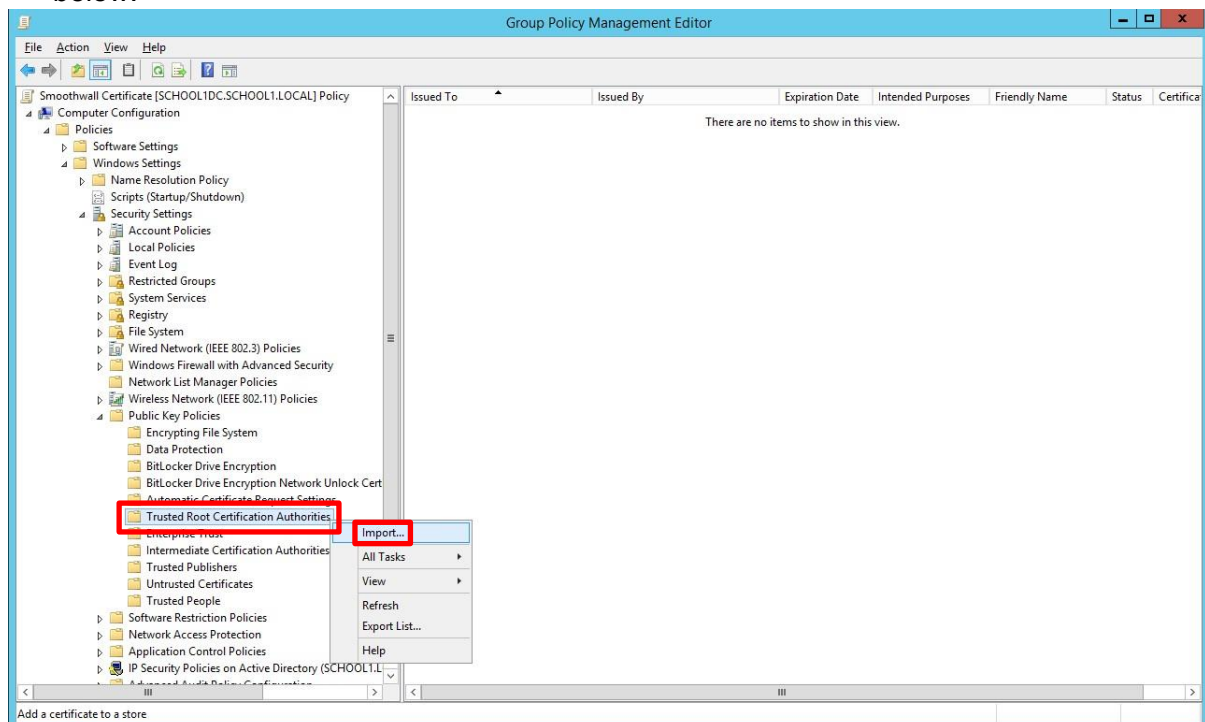 Group Policy Management Editor
File Action View Help
Smoothwall Certificate [SCHOOL1DC.SCHOOL1.LOCAL] Policy
Computer Configuration
Policies
Software Settings
Windows Settings
Name Resolution Policy
Scripts (Startup/Shutdown)
Security Settings
Account Policies
Local Policies
Event Log
Restricted Groups
System Services
Registry
File System
Wired Network (IEEE 802.3) Policies
Windows Firewall with Advanced Security
Network List Manager Policies
Wireless Network (IEEE 802.11) Policies
Public Key Policies
Encrypting File System
Data Protection
BitLocker Drive Encryption
BitLocker Drive Encryption Network Unlock Cert
Automatic Certificate Request Settings
Trusted Root Certification Authorities
Enterprise Trust
Intermediate Certification Authorities
Trusted Publishers
Untrusted Certificates
Trusted People
Software Restriction Policies
Network Access Protection
Application Control Policies
IP Security Policies on Active Directory (SCHOOL1.L
Advanced Audit Policy Configuration
Issued To Issued By Expiration Date Intended Purposes Friendly Name Status Certifica
There are no items to show in this view.
Import...
All Tasks
View
Refresh
Export List...
Help
Add a certificate to a store